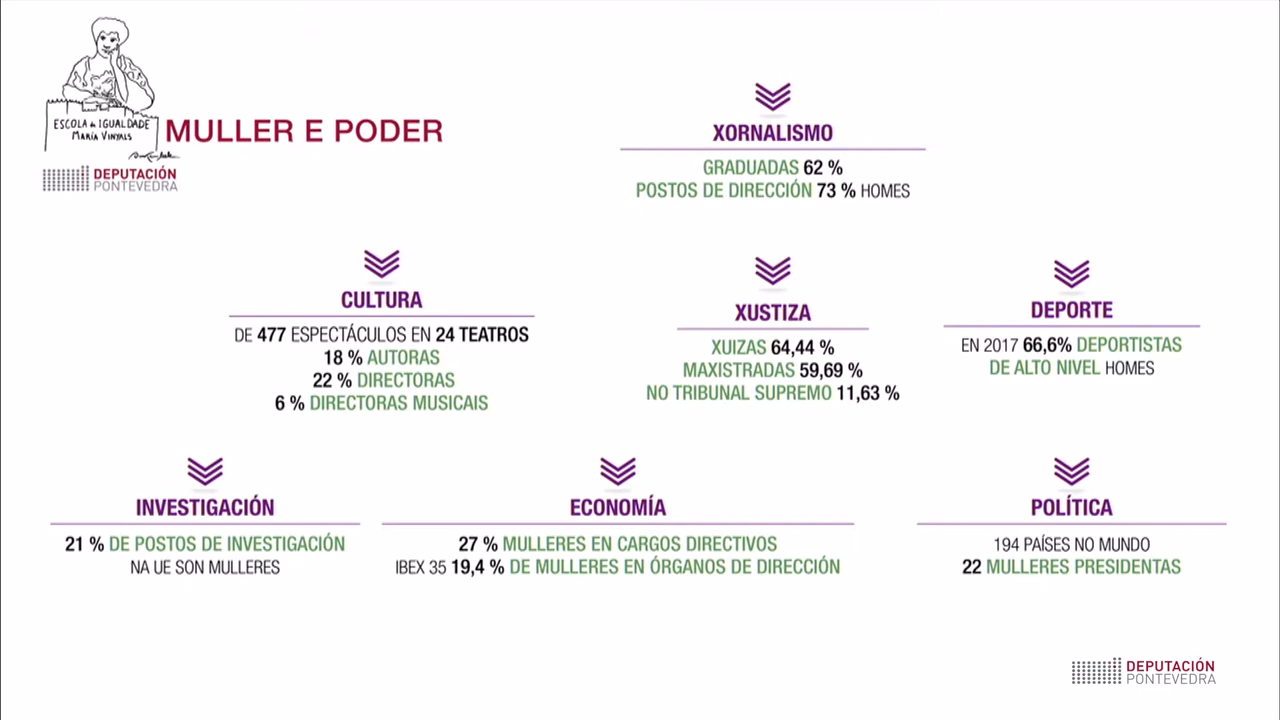 ESCOLA de IGUALDADE
MARÍA VINYALS
DEPUTACIÓN
PONTEVEDRA
MULLER E PODER
XORNALISMO
GRADUADAS 62 %
POSTOS DE DIRECCIÓN 73 % HOMES
CULTURA
DE 477 ESPECTÁCULOS EN 24 TEATROS
18 % AUTORAS
22 % DIRECTORAS
6 % DIRECTORAS MUSICAIS
XUSTIZA
XUIZAS 64,44 %
MAXISTRADAS 59,69 %
NO TRIBUNAL SUPREMO 11,63 %
DEPORTE
EN 2017 66,6% DEPORTISTAS
DE ALTO NIVEL HOMES
INVESTIGACIÓN
21 % DE POSTOS DE INVESTIGACIÓN
NA UE SON MULLERES
ECONOMÍA
27 % MULLERES EN CARGOS DIRECTIVOS
IBEX 35 19,4 % DE MULLERES EN ÓRGANOS DE DIRECCIÓN
POLÍTICA
194 PAÍSES NO MUNDO
22 MULLERES PRESIDENTAS
DEPUTACIÓN
PONTEVEDRA